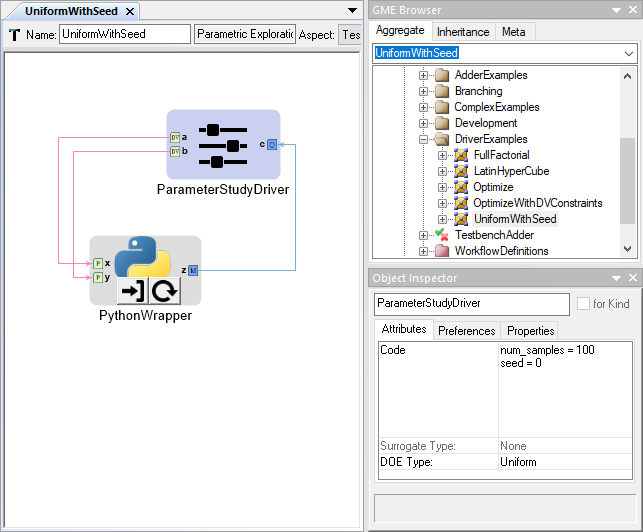 UniformWithSeed
Name: UniformWithSeed Parametric Exploratio Aspect: Tes
a
b
c
DV
DV
O
ParameterStudyDriver
x
y
z
P
P
M
PythonWrapper
GME Browser
Aggregate Inheritance Meta
UniformWithSeed
AdderExamples
Branching
ComplexExamples
Development
DriverExamples
FullFactorial
LatinHyperCube
Optimize
OptimizeWithDVConstraints
UniformWithSeed
TestbenchAdder
WorkflowDefinitions
Object Inspector
ParameterStudyDriver for Kind
Attributes Preferences Properties
Code num_samples = 100
seed = 0
Surrogate Type: None
DOE Type: Uniform